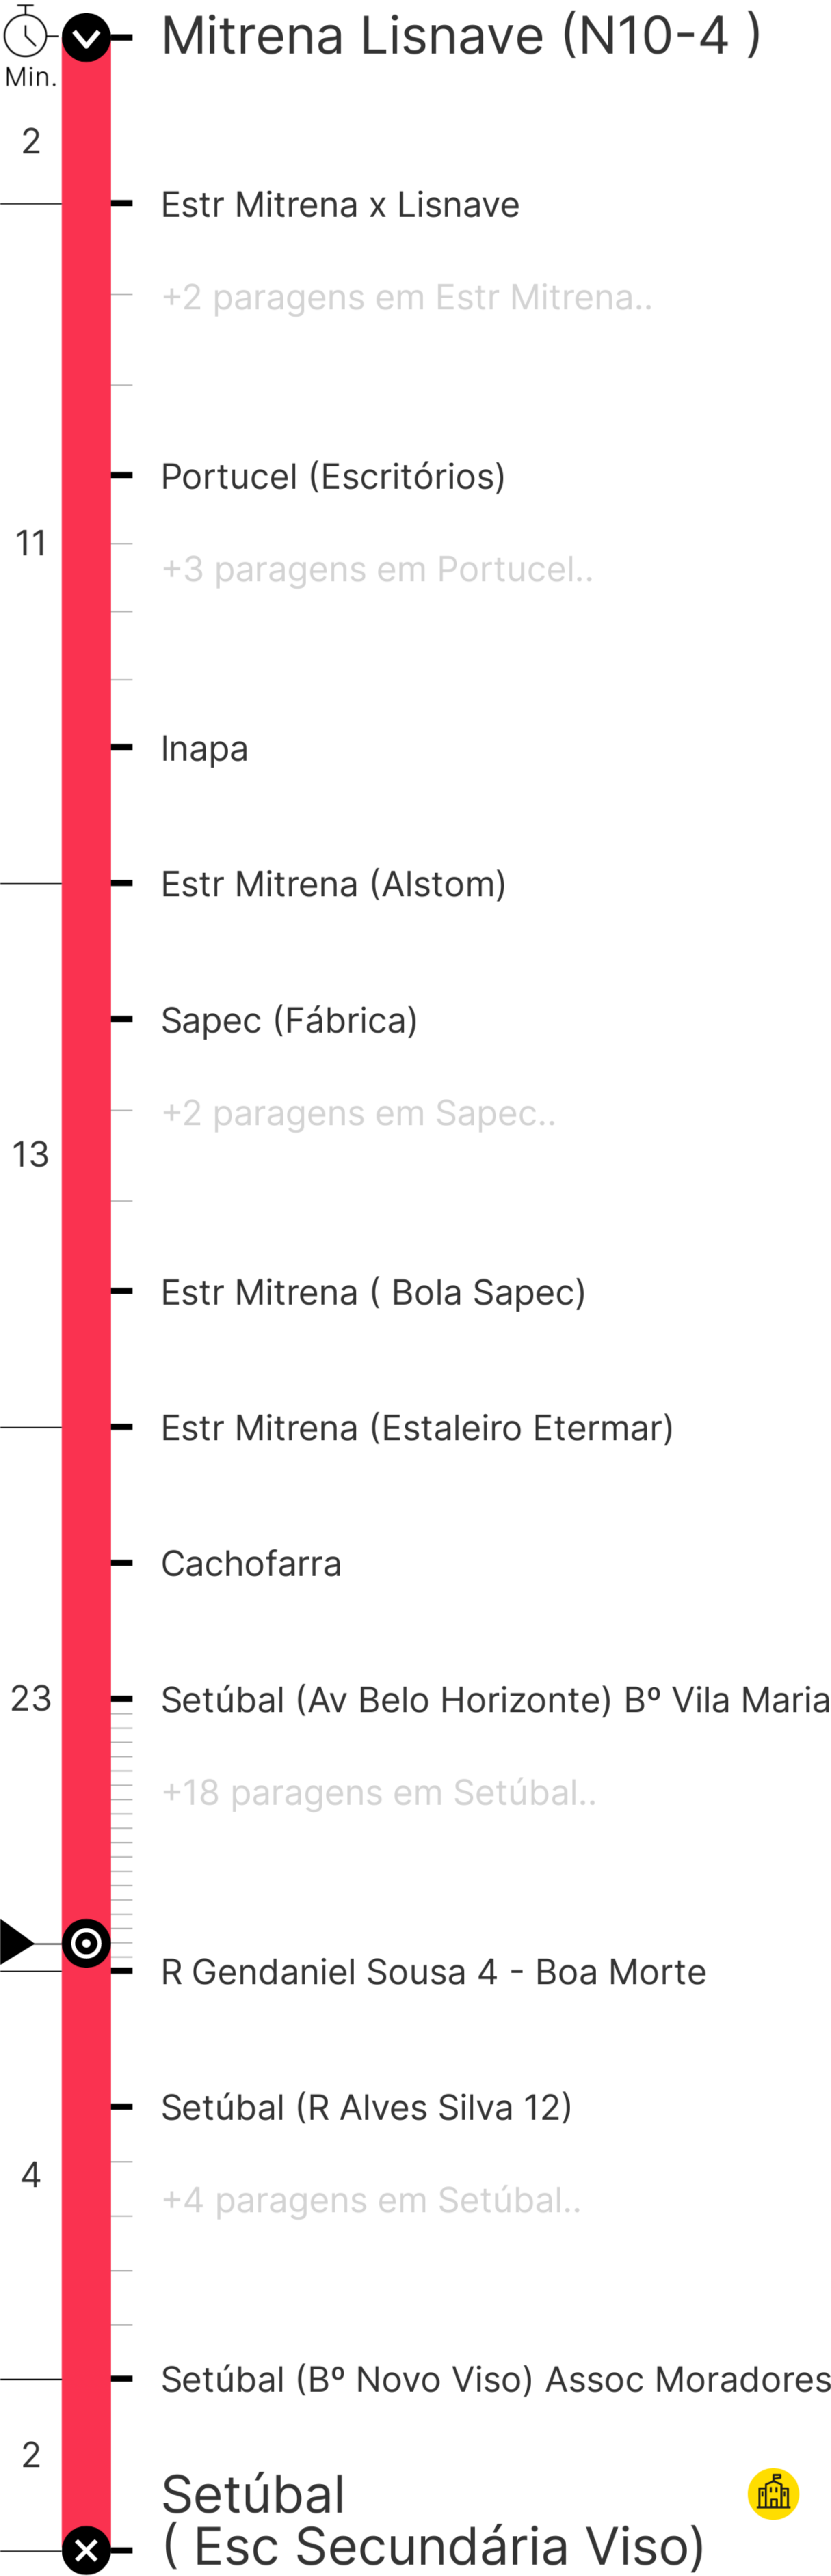 Mitrena Lisnave (N10-4 )
Min.
2
Estr Mitrena x Lisnave
+2 paragens em Estr Mitrena..
Portucel (Escritórios)
11
+3 paragens em Portucel..
Inapa
Estr Mitrena (Alstom)
Sapec (Fábrica)
+2 paragens em Sapec..
13
Estr Mitrena ( Bola Sapec)
Estr Mitrena (Estaleiro Etermar)
Cachofarra
23
Setúbal (Av Belo Horizonte) Bº Vila Maria
+18 paragens em Setúbal..
R Gendaniel Sousa 4 - Boa Morte
Setúbal (R Alves Silva 12)
4
+4 paragens em Setúbal..
Setúbal (Bº Novo Viso) Assoc Moradores
2
Setúbal
( Esc Secundária Viso)